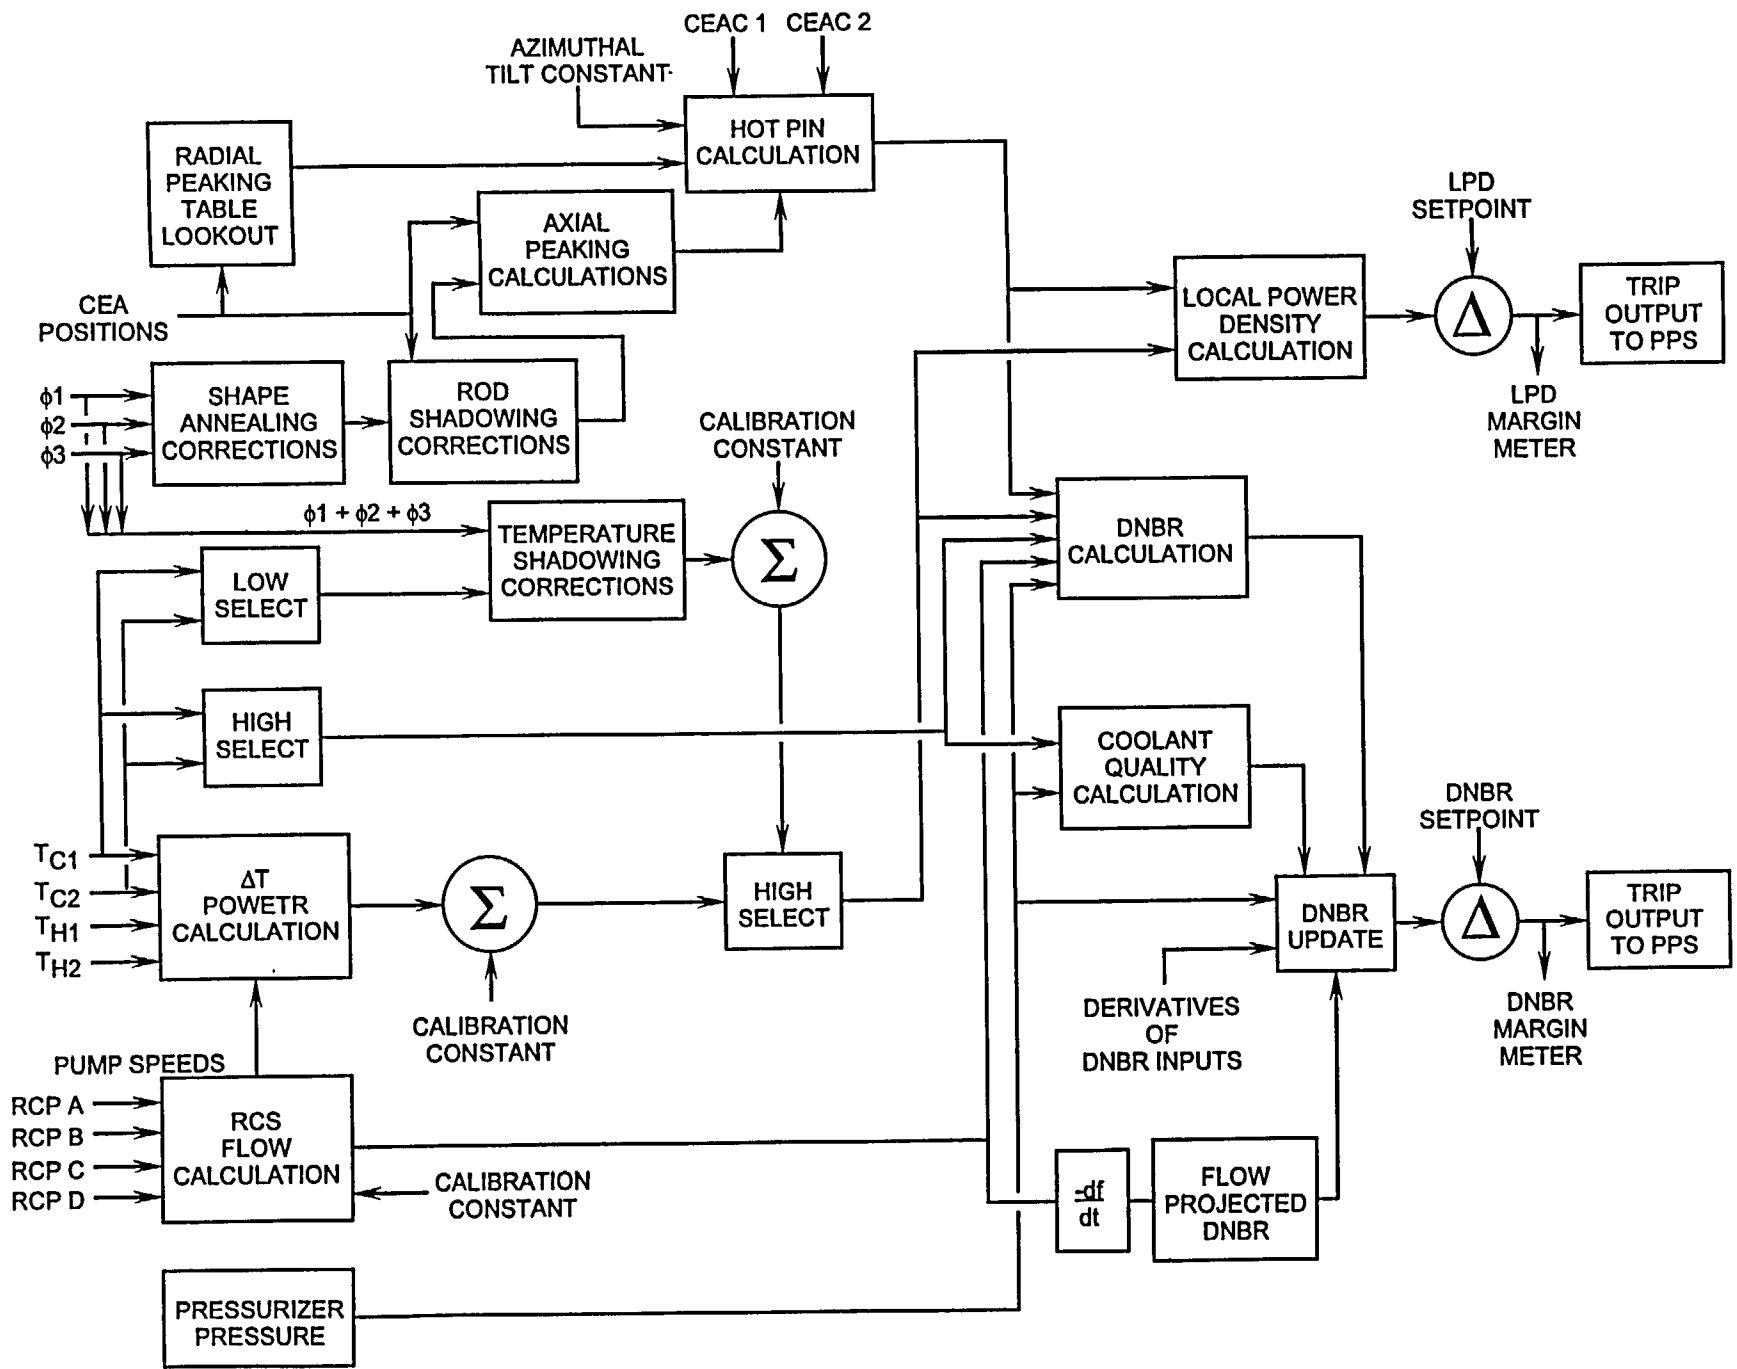 CEAC 1 CEAC 2
AZIMUTHAL
TILT CONSTANT
HOT PIN
CALCULATION
RADIAL
PEAKING
TABLE
LOOKOUT
AXIAL
PEAKING
CALCULATIONS
LPD
SETPOINT
CEA
POSITIONS
LOCAL POWER
DENSITY
CALCULATION
Δ
TRIP
OUTPUT
TO PPS
LPD
MARGIN
METER
ϕ1
ϕ2
ϕ3
SHAPE
ANNEALING
CORRECTIONS
ROD
SHADOWING
CORRECTIONS
CALIBRATION
CONSTANT
ϕ1 + ϕ2 + ϕ3
TEMPERATURE
SHADOWING
CORRECTIONS
Σ
DNBR
CALCULATION
LOW
SELECT
HIGH
SELECT
COOLANT
QUALITY
CALCULATION
DNBR
SETPOINT
TC1
TC2
TH1
TH2
ΔT
POWETR
CALCULATION
Σ
HIGH
SELECT
DNBR
UPDATE
Δ
TRIP
OUTPUT
TO PPS
CALIBRATION
CONSTANT
DERIVATIVES
OF
DNBR INPUTS
DNBR
MARGIN
METER
PUMP SPEEDS
RCP A
RCP B
RCP C
RCP D
RCS
FLOW
CALCULATION
CALIBRATION
CONSTANT
-df
dt
FLOW
PROJECTED
DNBR
PRESSURIZER
PRESSURE